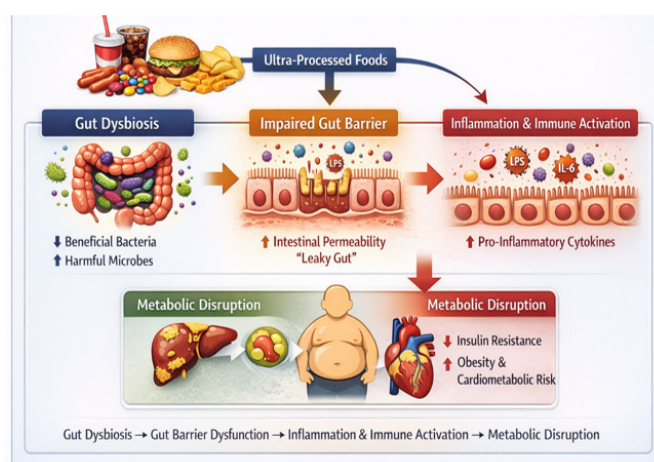 Ultra-Processed Foods
Gut Dysbiosis
Impaired Gut Barrier
Inflammation & Immune Activation
LPS
LPS
IL-6
↓ Beneficial Bacteria
↑ Harmful Microbes
↑ Intestinal Permeability
"Leaky Gut"
↑ Pro-Inflammatory Cytokines
Metabolic Disruption
Metabolic Disruption
↓ Insulin Resistance
↑ Obesity &
Cardiometabolic Risk
Gut Dysbiosis → Gut Barrier Dysfunction → Inflammation & Immune Activation → Metabolic Disruption